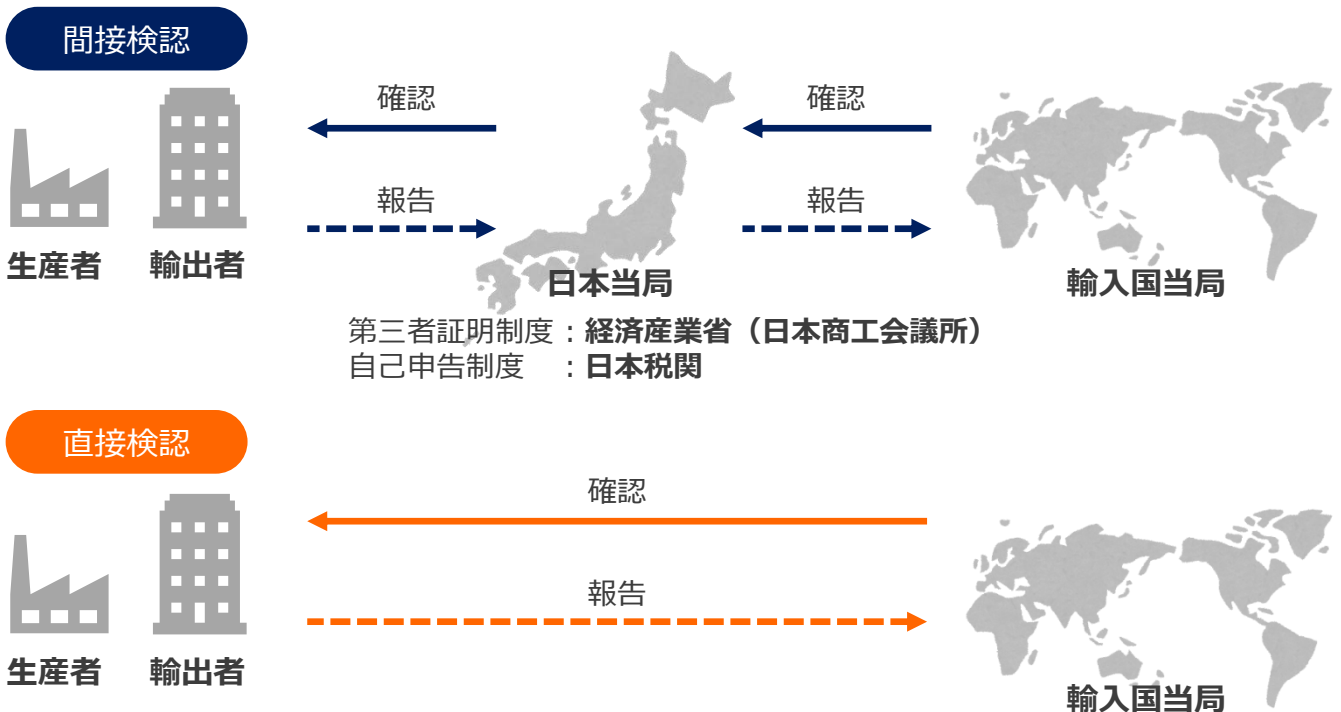 間接検認
確認
確認
報告
報告
生産者
輸出者
日本当局
輸入国当局
第三者証明制度：経済産業省（日本商工会議所）
自己申告制度　：日本税関
直接検認
確認
報告
生産者
輸出者
輸入国当局